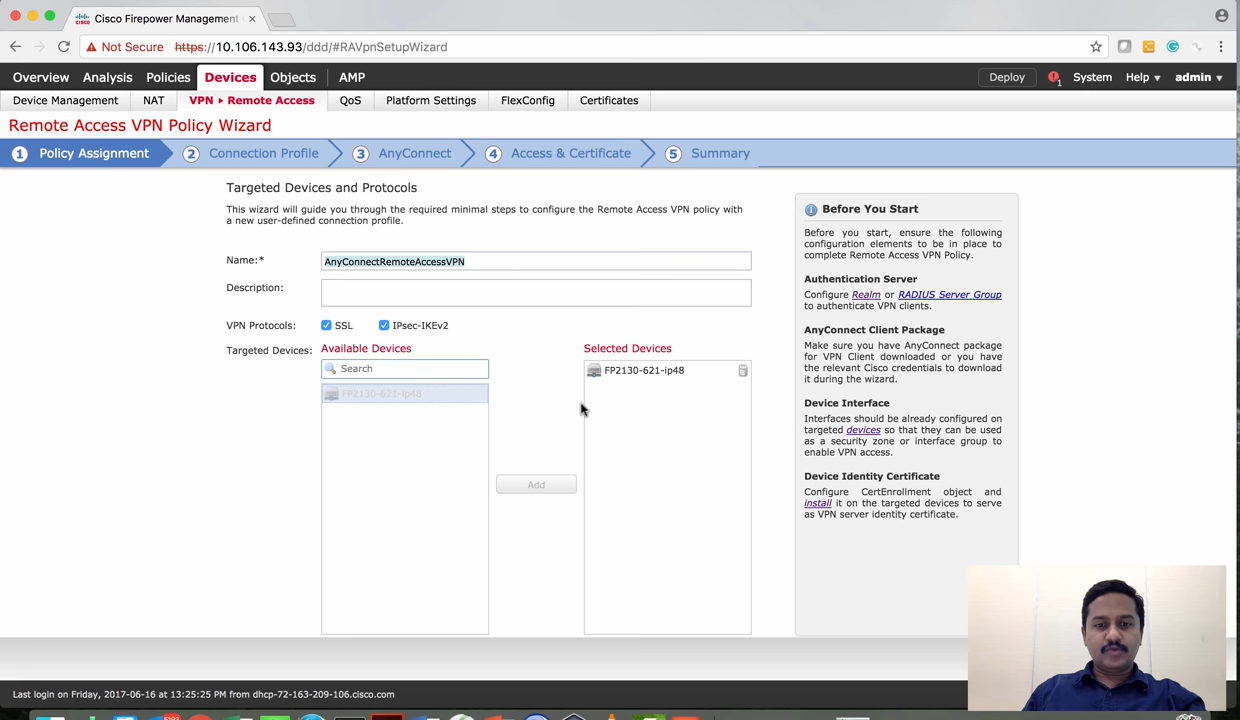 Cisco Firepower Management
Not Secure https://10.106.143.93/ddd/#RAVpnSetupWizard
Overview Analysis Policies Devices Objects AMP Deploy 1 System Help admin
Device Management NAT VPN ▸ Remote Access QoS Platform Settings FlexConfig Certificates
Remote Access VPN Policy Wizard
1 Policy Assignment 2 Connection Profile 3 AnyConnect 4 Access & Certificate 5 Summary
Targeted Devices and Protocols
This wizard will guide you through the required minimal steps to configure the Remote Access VPN policy with
a new user-defined connection profile.
Name:* AnyConnectRemoteAccessVPN
Description:
VPN Protocols: SSL IPsec-IKEv2
Targeted Devices: Available Devices Selected Devices
Search
FP2130-621-ip48
FP2130-621-ip48
Add
Before You Start
Before you start, ensure the following
configuration elements to be in place to
complete Remote Access VPN Policy.
Authentication Server
Configure Realm or RADIUS Server Group
to authenticate VPN clients.
AnyConnect Client Package
Make sure you have AnyConnect package
for VPN Client downloaded or you have
the relevant Cisco credentials to download
it during the wizard.
Device Interface
Interfaces should be already configured on
targeted devices so that they can be used
as a security zone or interface group to
enable VPN access.
Device Identity Certificate
Configure CertEnrollment object and
install it on the targeted devices to serve
as VPN server identity certificate.
Last login on Friday, 2017-06-16 at 13:25:25 PM from dhcp-72-163-209-106.cisco.com